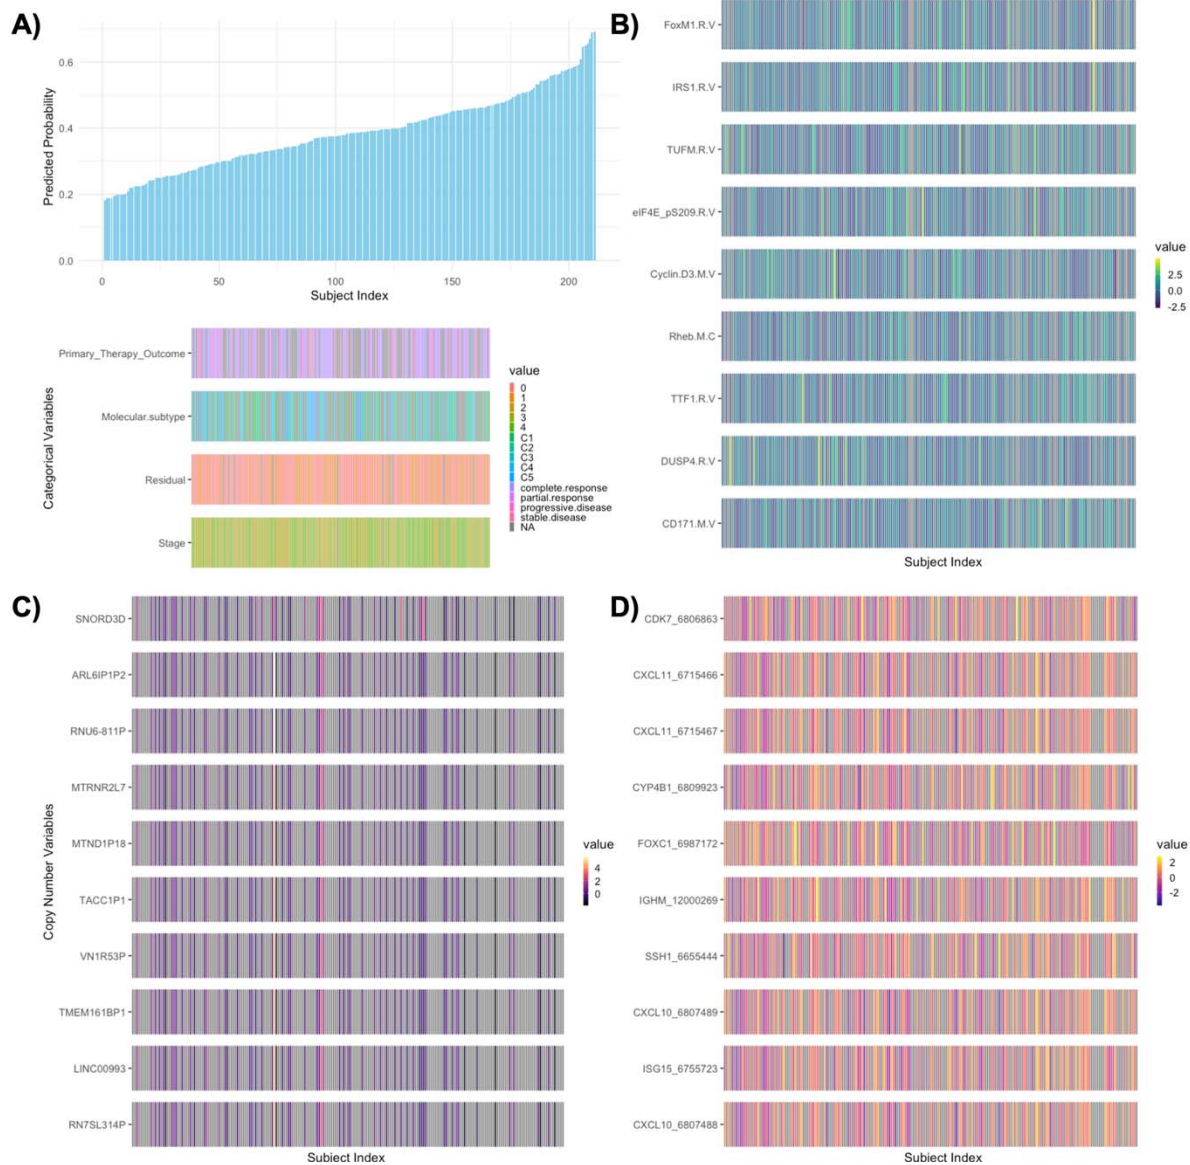 A)
Predicted Probability
0.6
0.4
0.2
0.0
0
50
100
150
200
Subject Index
Categorical Variables
Primary_Therapy_Outcome
Molecular.subtype
Residual
Stage
value
0
1
2
3
4
C1
C2
C3
C4
C5
complete.response
partial.response
progressive.disease
stable.disease
NA
B)
FoxM1.R.V
IRS1.R.V
TUFM.R.V
eIF4E_pS209.R.V
Cyclin.D3.M.V
Rheb.M.C
TTF1.R.V
DUSP4.R.V
CD171.M.V
Subject Index
value
2.5
0.0
-2.5
C)
Copy Number Variables
SNORD3D
ARL6IP1P2
RNU6-811P
MTRNR2L7
MTND1P18
TACC1P1
VN1R53P
TMEM161BP1
LINC00993
RN7SL314P
Subject Index
value
4
2
0
D)
CDK7_6806863
CXCL11_6715466
CXCL11_6715467
CYP4B1_6809923
FOXC1_6987172
IGHM_12000269
SSH1_6655444
CXCL10_6807489
ISG15_6755723
CXCL10_6807488
Subject Index
value
2
0
-2